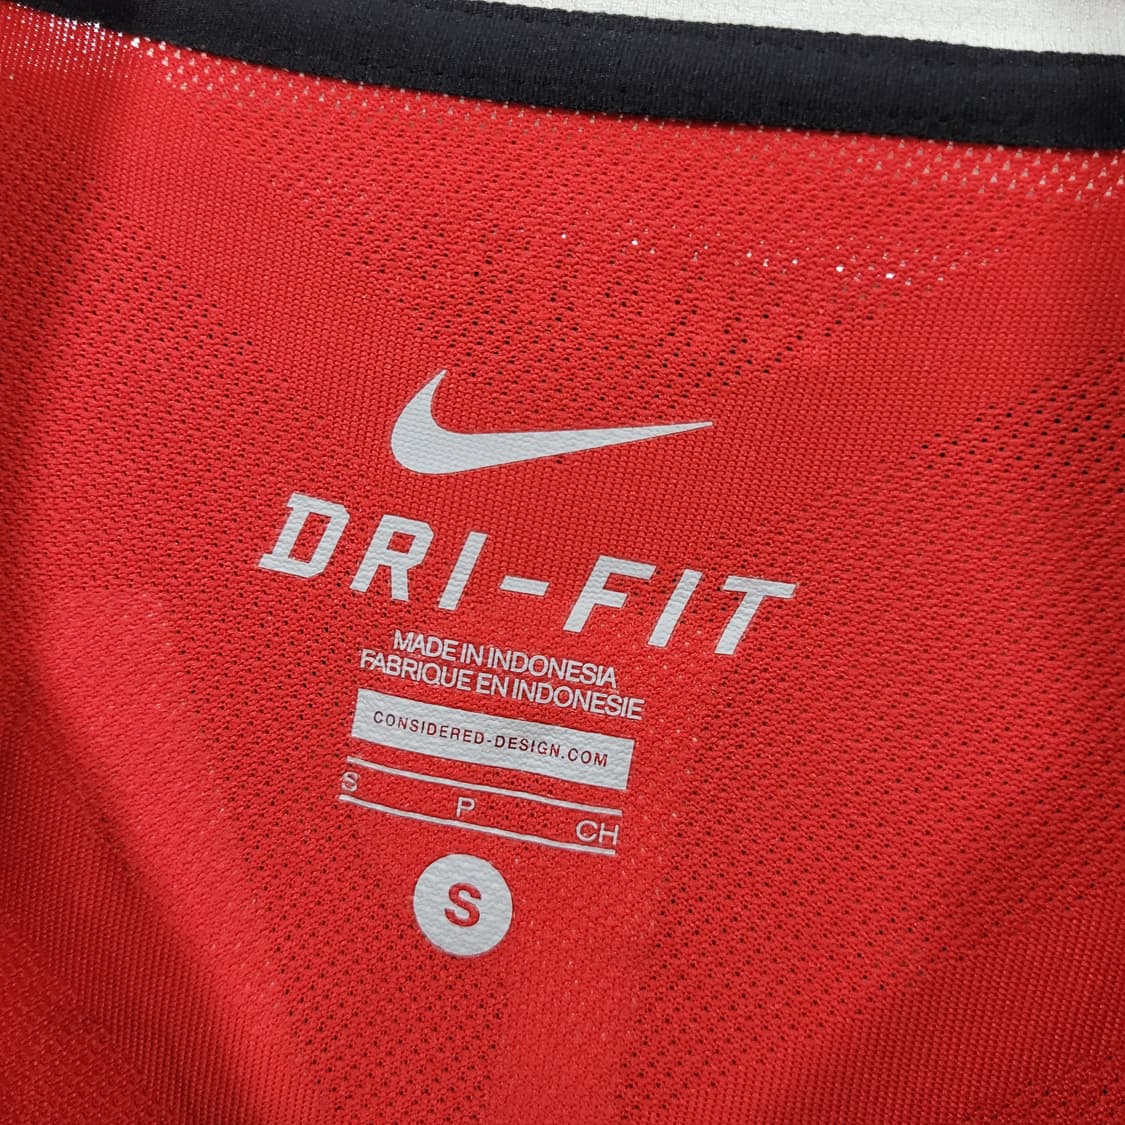 DRI-FIT
MADE IN INDONESIA
FABRIQUE EN INDONESIE
CONSIDERED-DESIGN.COM
S P CH
S